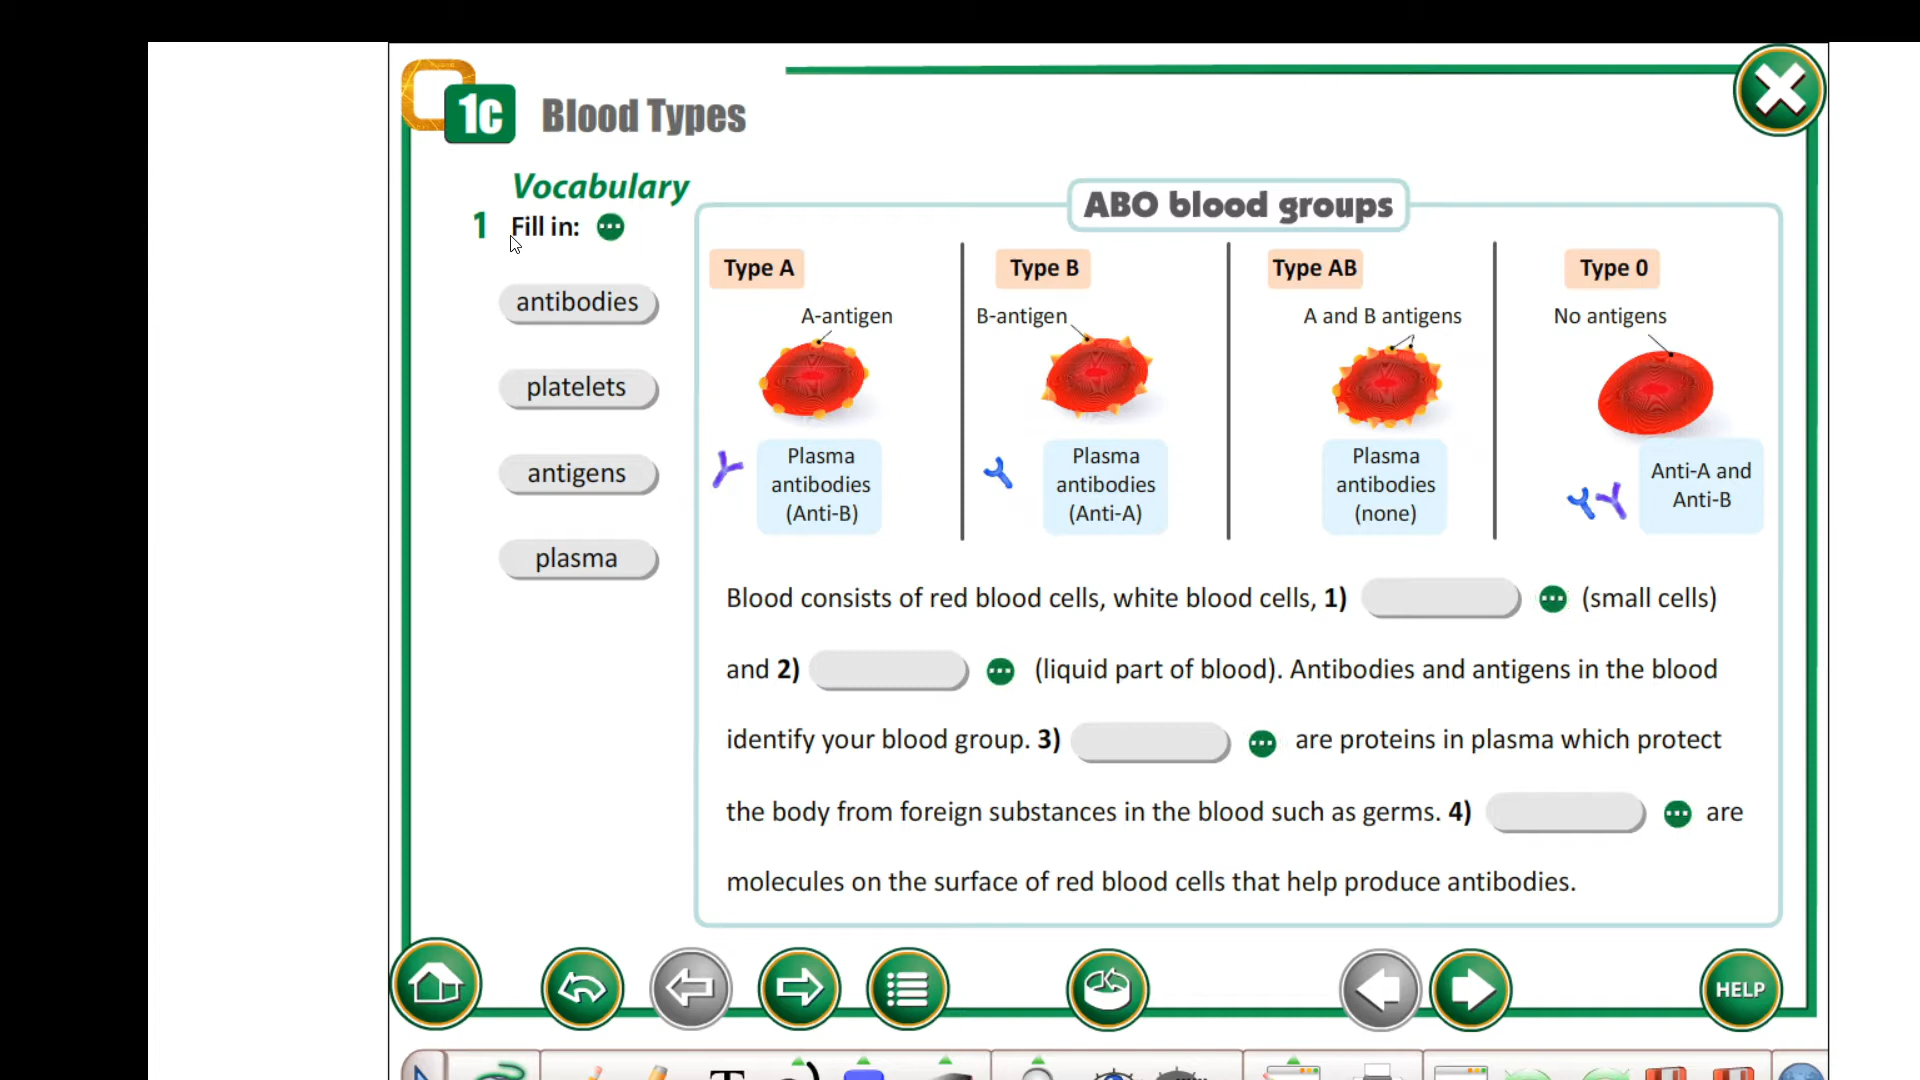 1c Blood Types
Vocabulary
1 Fill in:
antibodies
platelets
antigens
plasma
ABO blood groups
Type A
A-antigen
Plasma
antibodies
(Anti-B)
Type B
B-antigen
Plasma
antibodies
(Anti-A)
Type AB
A and B antigens
Plasma
antibodies
(none)
Type 0
No antigens
Anti-A and
Anti-B
Blood consists of red blood cells, white blood cells, 1) (small cells)
and 2) (liquid part of blood). Antibodies and antigens in the blood
identify your blood group. 3) are proteins in plasma which protect
the body from foreign substances in the blood such as germs. 4) are
molecules on the surface of red blood cells that help produce antibodies.
HELP
T